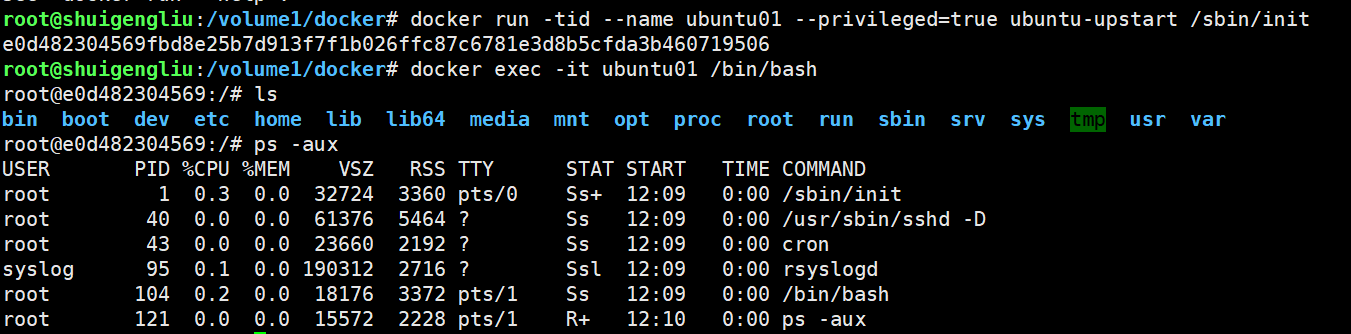 root@shuigengliu:/volume1/docker# docker run -tid --name ubuntu01 --privileged=true ubuntu-upstart /sbin/init
e0d482304569fbd8e25b7d913f7f1b026ffc87c6781e3d8b5cfda3b460719506
root@shuigengliu:/volume1/docker# docker exec -it ubuntu01 /bin/bash
root@e0d482304569:/# ls
bin  boot  dev  etc  home  lib  lib64  media  mnt  opt  proc  root  run  sbin  srv  sys  tmp  usr  var
root@e0d482304569:/# ps -aux
USER       PID %CPU %MEM    VSZ   RSS TTY      STAT START   TIME COMMAND
root         1  0.3  0.0  32724  3360 pts/0    Ss+  12:09   0:00 /sbin/init
root        40  0.0  0.0  61376  5464 ?        Ss   12:09   0:00 /usr/sbin/sshd -D
root        43  0.0  0.0  23660  2192 ?        Ss   12:09   0:00 cron
syslog      95  0.1  0.0 190312  2716 ?        Ssl  12:09   0:00 rsyslogd
root       104  0.2  0.0  18176  3372 pts/1    Ss   12:09   0:00 /bin/bash
root       121  0.0  0.0  15572  2228 pts/1    R+   12:10   0:00 ps -aux